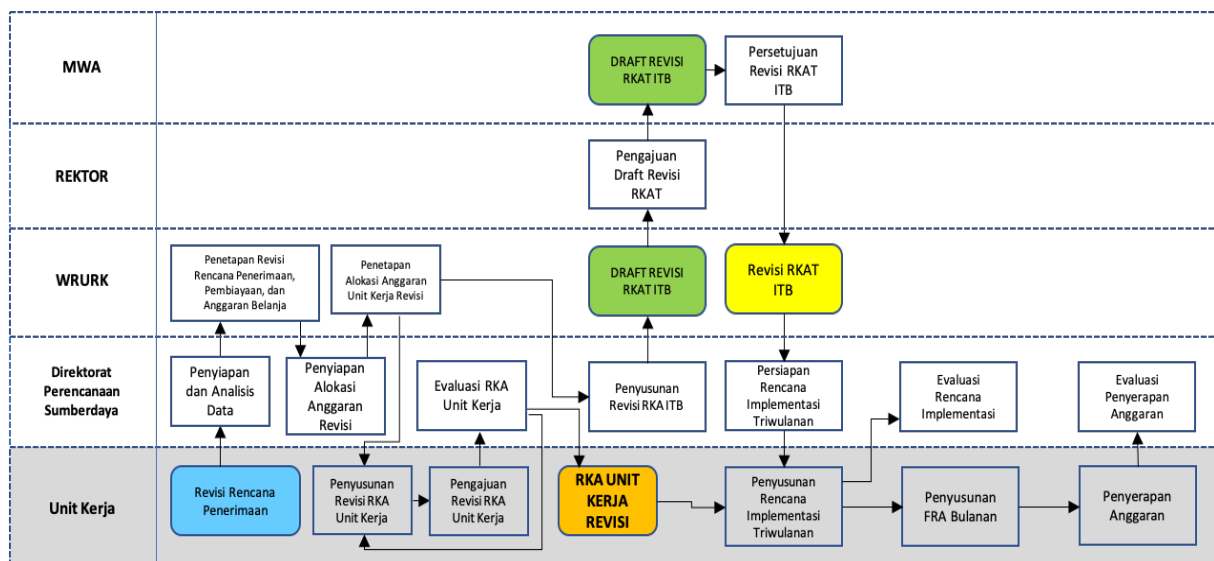 MWA
DRAFT REVISI
RKAT ITB
Persetujuan
Revisi RKAT
ITB
REKTOR
Pengajuan
Draft Revisi
RKAT
WRURK
Penetapan Revisi
Rencana Penerimaan,
Pembiayaan, dan
Anggaran Belanja
Penetapan
Alokasi Anggaran
Unit Kerja Revisi
DRAFT REVISI
RKAT ITB
Revisi RKAT
ITB
Direktorat
Perencanaan
Sumberdaya
Penyiapan
dan Analisis
Data
Penyiapan
Alokasi
Anggaran
Revisi
Evaluasi RKA
Unit Kerja
Penyusunan
Revisi RKA ITB
Persiapan
Rencana
Implementasi
Triwulanan
Evaluasi
Rencana
Implementasi
Evaluasi
Penyerapan
Anggaran
Unit Kerja
Revisi Rencana
Penerimaan
Penyusunan
Revisi RKA
Unit Kerja
Pengajuan
Revisi RKA
Unit Kerja
RKA UNIT
KERJA
REVISI
Penyusunan
Rencana
Implementasi
Triwulanan
Penyusunan
FRA Bulanan
Penyerapan
Anggaran